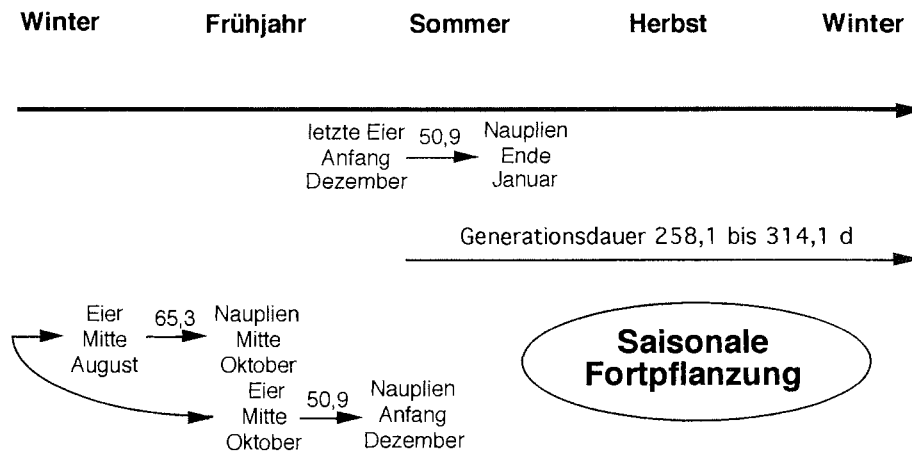 Winter Frühjahr Sommer Herbst Winter
letzte Eier
Anfang
Dezember
50,9
Nauplien
Ende
Januar
Generationsdauer 258,1 bis 314,1 d
Eier
Mitte
August
65,3
Nauplien
Mitte
Oktober
Eier
Mitte
Oktober
50,9
Nauplien
Anfang
Dezember
Saisonale
Fortpflanzung